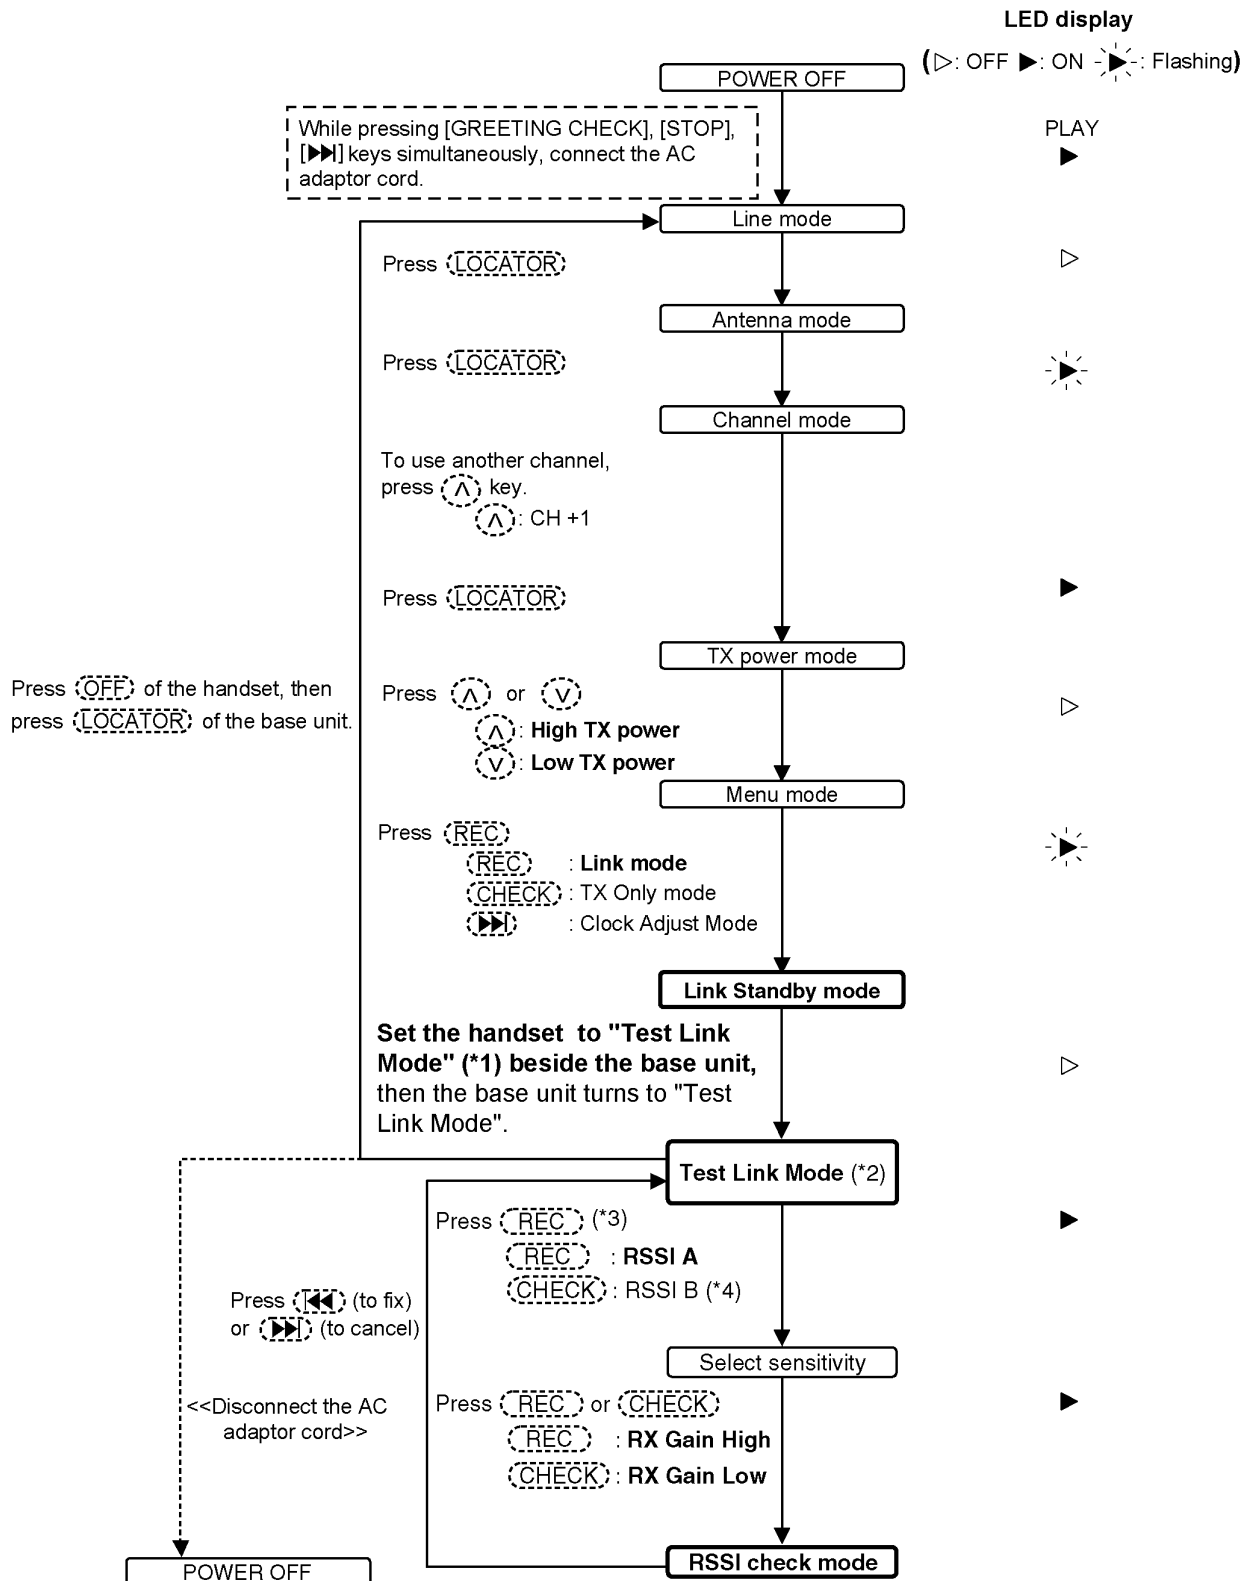 LED display
(▷: OFF ▶: ON ▶: Flashing)
POWER OFF
While pressing [GREETING CHECK], [STOP],
[▶▶|] keys simultaneously, connect the AC
adaptor cord.
PLAY
Line mode
Press (LOCATOR)
Antenna mode
Press (LOCATOR)
Channel mode
To use another channel,
press (∧) key.
(∧): CH +1
Press (LOCATOR)
TX power mode
Press (OFF) of the handset, then
press (LOCATOR) of the base unit.
Press (∧) or (∨)
(∧): High TX power
(∨): Low TX power
Menu mode
Press (REC)
(REC) : Link mode
(CHECK) : TX Only mode
(▶▶|) : Clock Adjust Mode
Link Standby mode
Set the handset to "Test Link
Mode" (*1) beside the base unit,
then the base unit turns to "Test
Link Mode".
Test Link Mode (*2)
Press (REC) (*3)
(REC) : RSSI A
(CHECK) : RSSI B (*4)
Press (|◀◀) (to fix)
or (▶▶|) (to cancel)
Select sensitivity
<<Disconnect the AC
adaptor cord>>
Press (REC) or (CHECK)
(REC) : RX Gain High
(CHECK) : RX Gain Low
RSSI check mode
POWER OFF